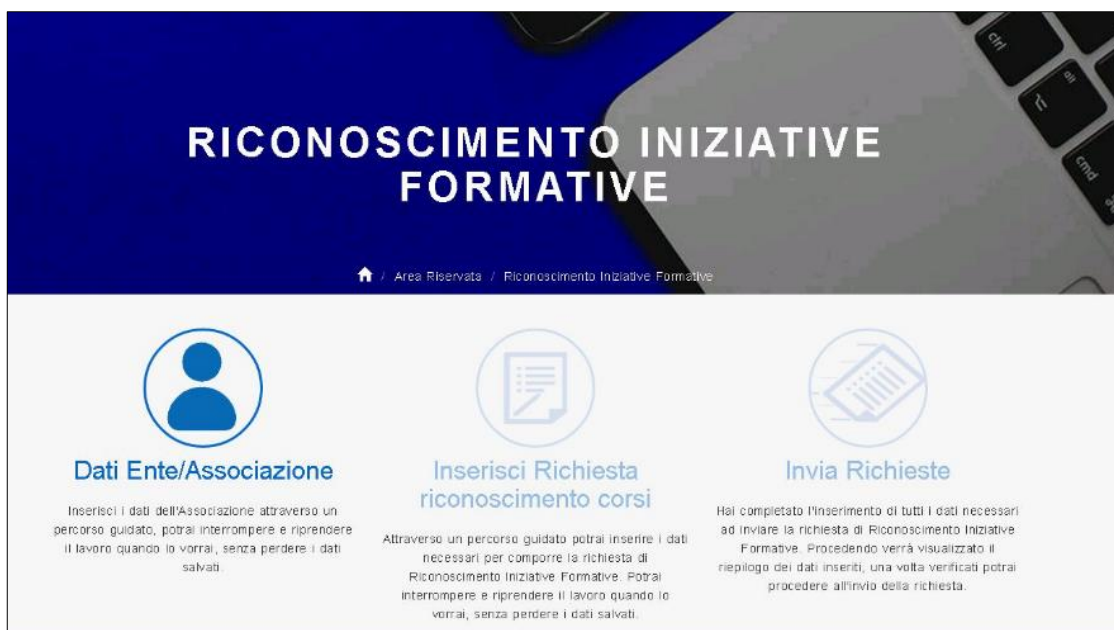 ctrl
alt
cmd
RICONOSCIMENTO INIZIATIVE
FORMATIVE
/ Area Riservata / Riconoscimento Iniziative Formative
Dati Ente/Associazione
Inserisci i dati dell'Associazione attraverso un
percorso guidato, potrai interrompere e riprendere
il lavoro quando lo vorrai, senza perdere i dati
salvati.
Inserisci Richiesta
riconoscimento corsi
Attraverso un percorso guidato potrai inserire i dati
necessari per comporre la richiesta di
Riconoscimento Iniziative Formative. Potrai
interrompere e riprendere il lavoro quando lo
vorrai, senza perdere i dati salvati.
Invia Richieste
Hai completato l'inserimento di tutti i dati necessari
ad inviare la richiesta di Riconoscimento Iniziative
Formative. Procedendo verrà visualizzato il
riepilogo dei dati inseriti, una volta verificati potrai
procedere all'invio della richiesta.